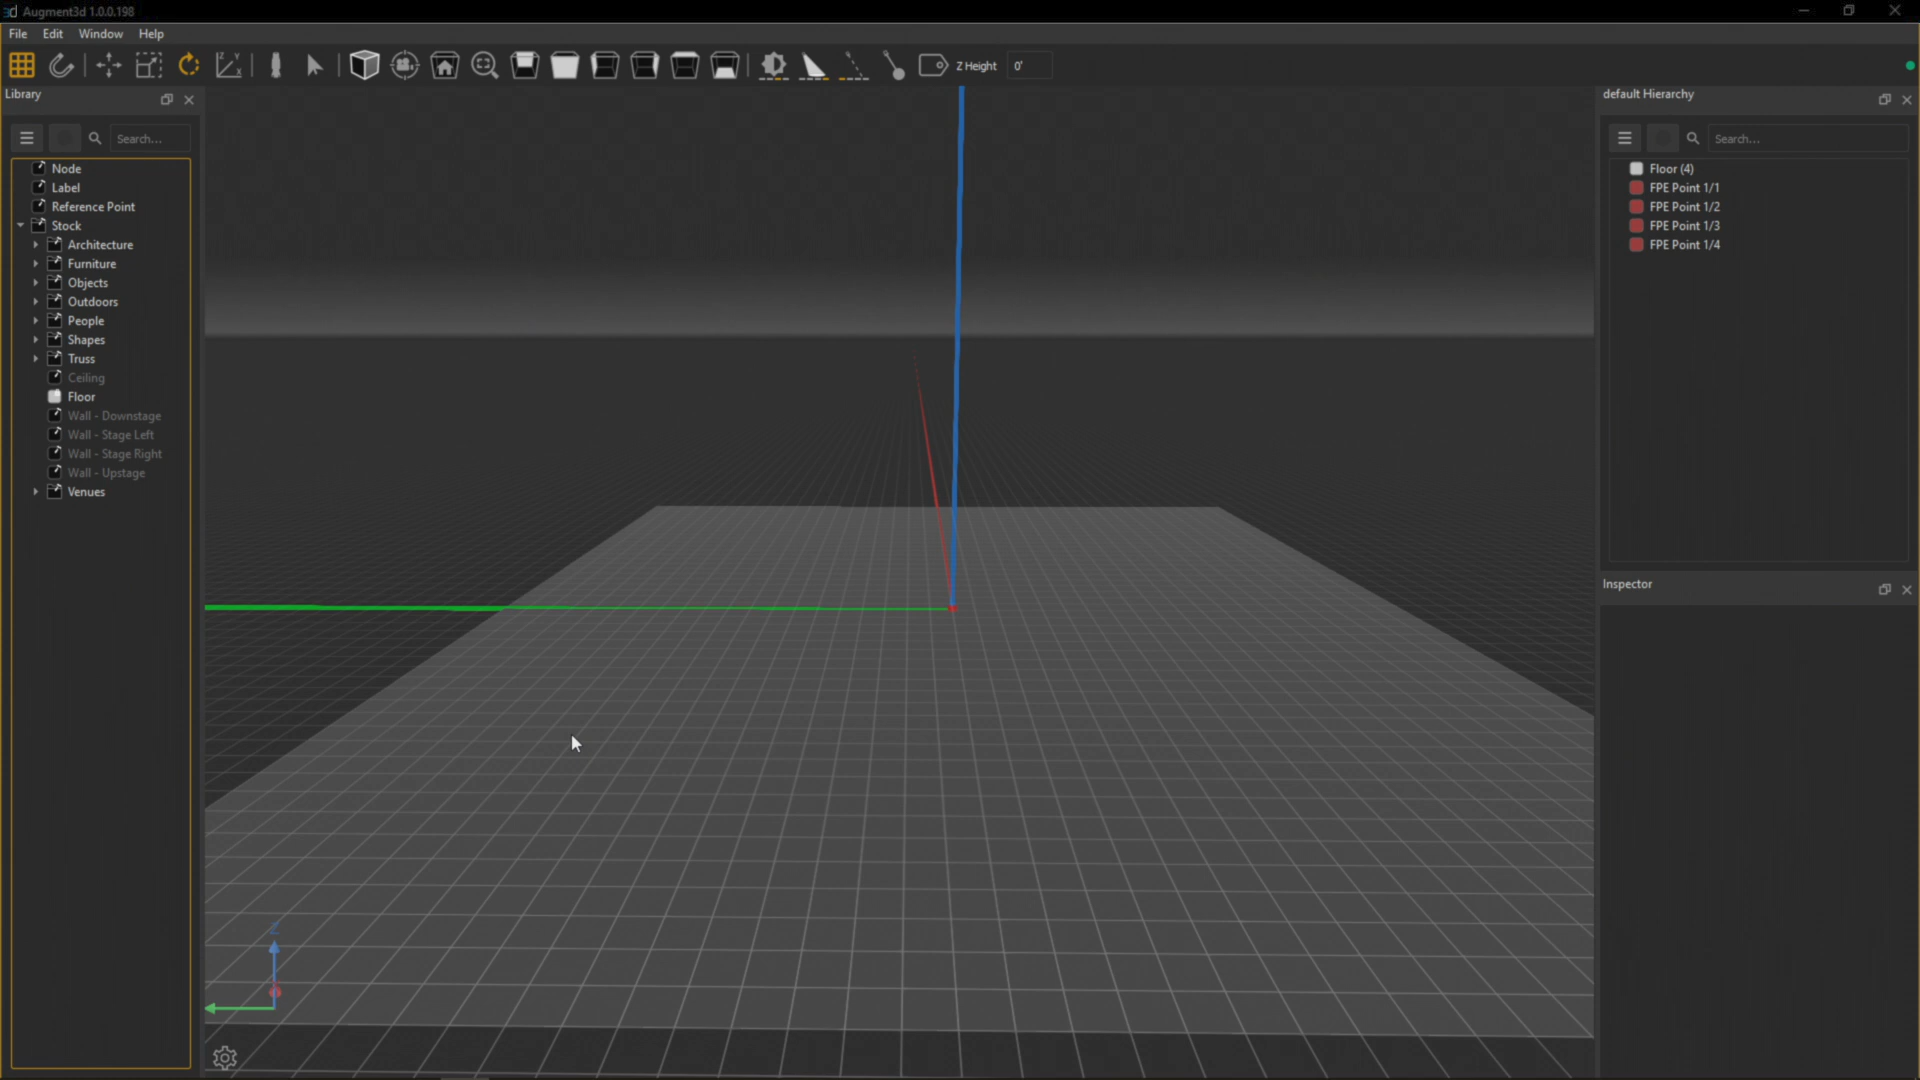 Augment3d 1.0.0.198
File Edit Window Help
Z Height 0'
Library
Search...
Node
Label
Reference Point
Stock
Architecture
Furniture
Objects
Outdoors
People
Shapes
Truss
Ceiling
Floor
Wall - Downstage
Wall - Stage Left
Wall - Stage Right
Wall - Upstage
Venues
Z
default Hierarchy
Search...
Floor (4)
FPE Point 1/1
FPE Point 1/2
FPE Point 1/3
FPE Point 1/4
Inspector